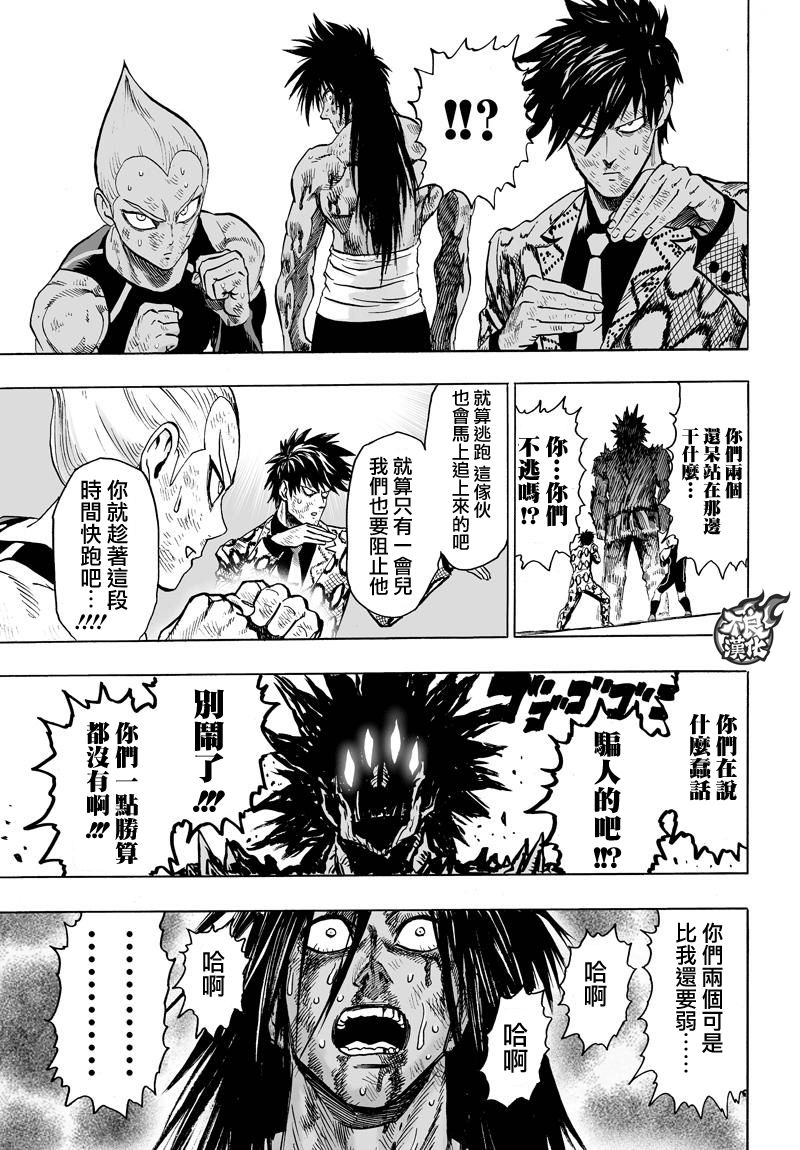 !!?
你們兩個
還呆站在那邊
干什麼…
你…你們
不逃嗎!?
就算逃跑 這傢伙
也會馬上追上來的吧
就算只有一會兒
我們也要阻止他
你就趁著這段
時間快跑吧…!!!!
狼
漢化
你們在說
什麼蠢話
ゴゴゴゴゴ
騙人的吧!!?
別鬧了!!!
你們一點勝算
都沒有啊!!!
你們兩個可是
比我還要弱……
哈啊
哈啊
哈啊
………
………